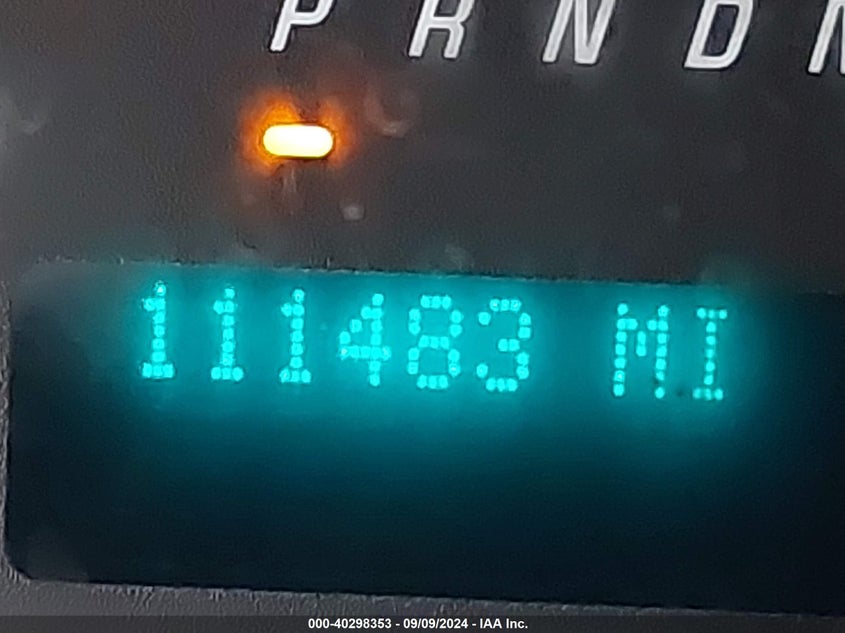 P R N D
111483 MI
000-40298353 - 09/09/2024 - IAA Inc.